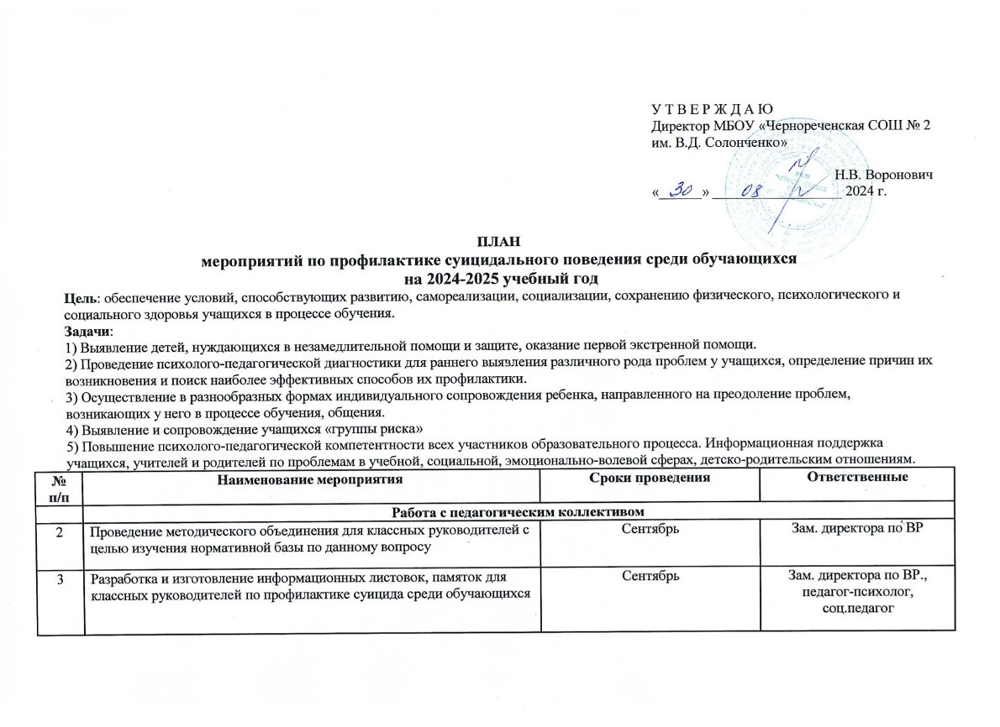 У Т В Е Р Ж Д А Ю
Директор МБОУ «Чернореченская СОШ № 2
им. В.Д. Солонченко»
Н.В. Воронович
« 30 » 08 2024 г.
ПЛАН
мероприятий по профилактике суицидального поведения среди обучающихся
на 2024-2025 учебный год
Цель: обеспечение условий, способствующих развитию, самореализации, социализации, сохранению физического, психологического и
социального здоровья учащихся в процессе обучения.
Задачи:
1) Выявление детей, нуждающихся в незамедлительной помощи и защите, оказание первой экстренной помощи.
2) Проведение психолого-педагогической диагностики для раннего выявления различного рода проблем у учащихся, определение причин их
возникновения и поиск наиболее эффективных способов их профилактики.
3) Осуществление в разнообразных формах индивидуального сопровождения ребенка, направленного на преодоление проблем,
возникающих у него в процессе обучения, общения.
4) Выявление и сопровождение учащихся «группы риска»
5) Повышение психолого-педагогической компетентности всех участников образовательного процесса. Информационная поддержка
учащихся, учителей и родителей по проблемам в учебной, социальной, эмоционально-волевой сферах, детско-родительским отношениям.
№ Наименование мероприятия Сроки проведения Ответственные
п/п
Работа с педагогическим коллективом
2 Проведение методического объединения для классных руководителей с Сентябрь Зам. директора по ВР
целью изучения нормативной базы по данному вопросу
3 Разработка и изготовление информационных листовок, памяток для Сентябрь Зам. директора по ВР.,
классных руководителей по профилактике суицида среди обучающихся педагог-психолог,
соц.педагог